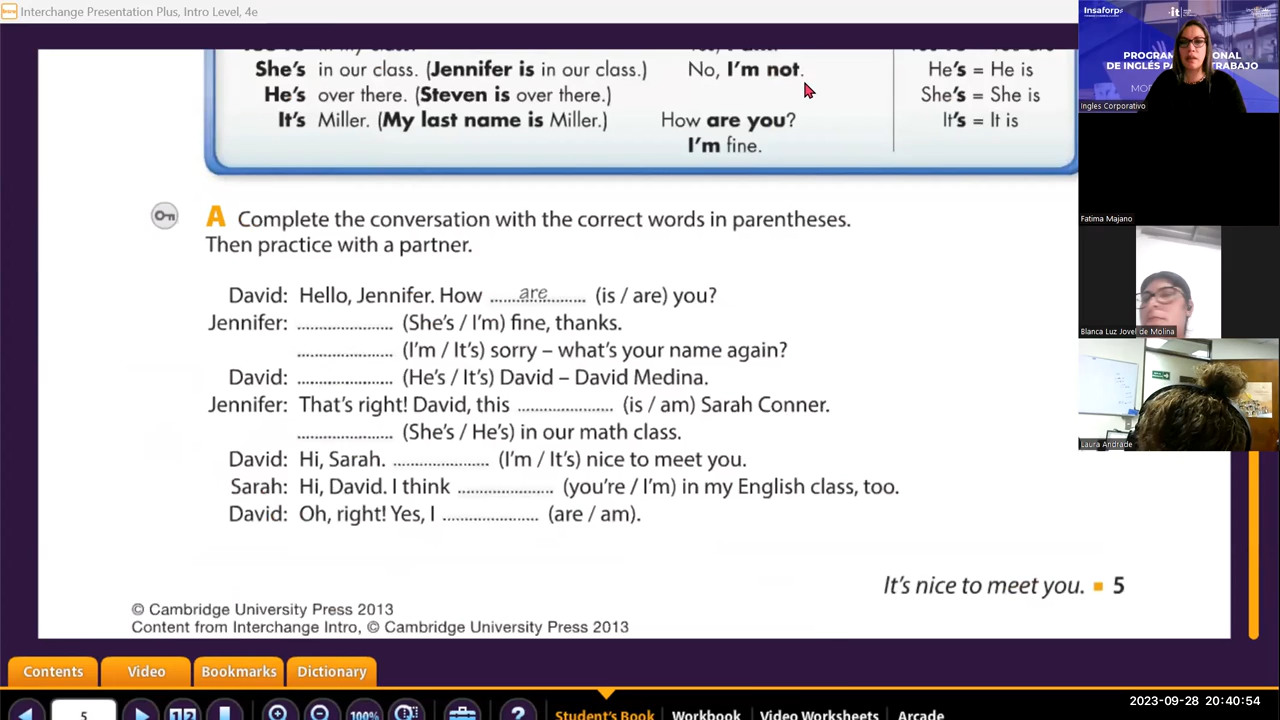 Interchange Presentation Plus, Intro Level, 4e
She's in our class. (Jennifer is in our class.)
No, I'm not.
He's = He is
He's over there. (Steven is over there.)
She's = She is
It's Miller. (My last name is Miller.)
How are you?
It's = It is
I'm fine.
A Complete the conversation with the correct words in parentheses.
Then practice with a partner.
David: Hello, Jennifer. How ........are........ (is / are) you?
Jennifer: ...................... (She's / I'm) fine, thanks.
...................... (I'm / It's) sorry – what's your name again?
David: ...................... (He's / It's) David – David Medina.
Jennifer: That's right! David, this ...................... (is / am) Sarah Conner.
...................... (She's / He's) in our math class.
David: Hi, Sarah. ...................... (I'm / It's) nice to meet you.
Sarah: Hi, David. I think ...................... (you're / I'm) in my English class, too.
David: Oh, right! Yes, I ...................... (are / am).
It's nice to meet you. ■ 5
© Cambridge University Press 2013
Content from Interchange Intro, © Cambridge University Press 2013
Contents Video Bookmarks Dictionary
5 1 2 100% ?
Student's Book Workbook Video Worksheets Arcade
Insaforp
it
Ingles Corporativo
Fatima Majano
Blanca Luz Jovel de Molina
Laura Andrade
2023-09-28 20:40:54